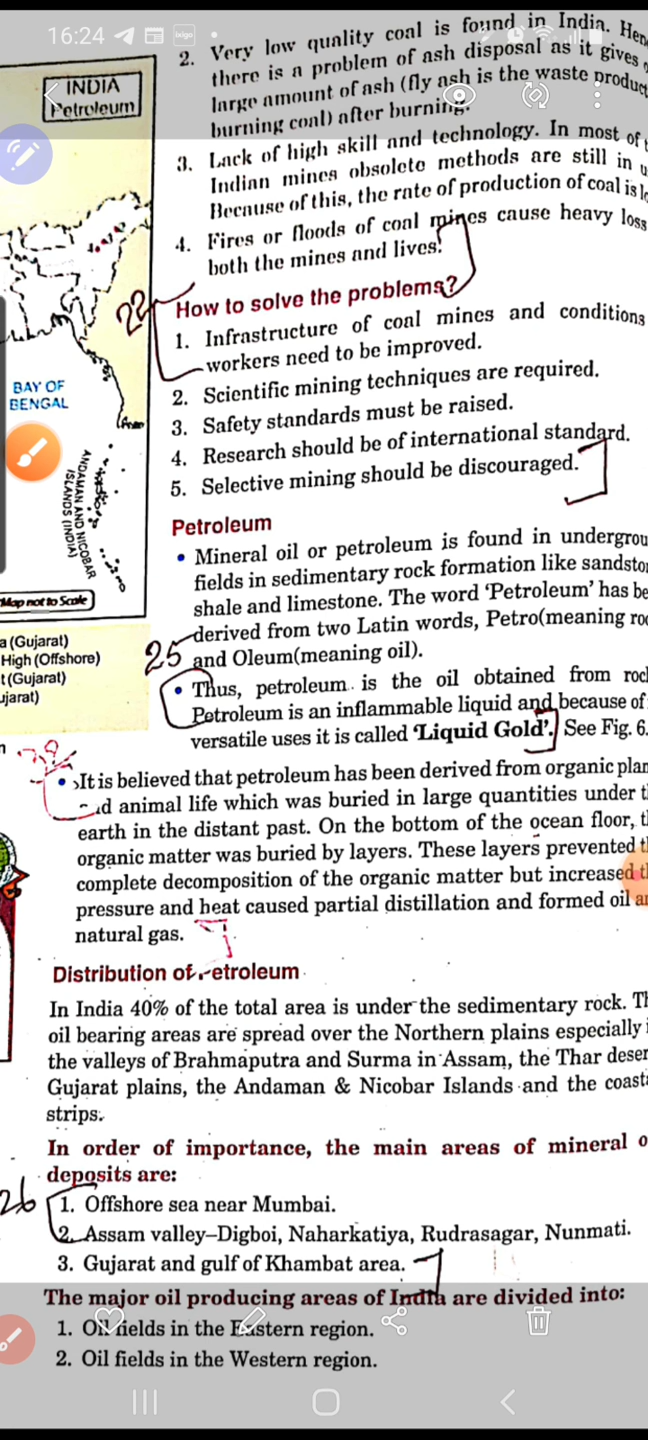 16:24
ixigo
2. Very low quality coal is found in India.
there is a problem of ash disposal as it gives
large amount of ash (fly ash is the waste product
burning coal) after burning.
3. Lack of high skill and technology. In most of
Indian mines obsolete methods are still in
Because of this, the rate of production of coal is
4. Fires or floods of coal mines cause heavy loss
both the mines and lives.
22
How to solve the problems?
1. Infrastructure of coal mines and conditions
workers need to be improved.
2. Scientific mining techniques are required.
3. Safety standards must be raised.
4. Research should be of international standard.
5. Selective mining should be discouraged.
INDIA
Petroleum
BAY OF
BENGAL
ANDAMAN AND NICOBAR
ISLANDS (INDIA)
Map not to Scale
(Gujarat)
High (Offshore)
(Gujarat)
Petroleum
• Mineral oil or petroleum is found in
fields in sedimentary rock formation like
shale and limestone. The word 'Petroleum' has
derived from two Latin words, Petro(meaning
25
and Oleum(meaning oil).
• Thus, petroleum is the oil obtained from
Petroleum is an inflammable liquid and because of
versatile uses it is called 'Liquid Gold'. See Fig. 6.
• It is believed that petroleum has been derived from organic
animal life which was buried in large quantities under
earth in the distant past. On the bottom of the ocean floor,
organic matter was buried by layers. These layers prevented
complete decomposition of the organic matter but increased
pressure and heat caused partial distillation and formed oil
natural gas.
Distribution of
In India 40% of the total area is under the sedimentary rock.
oil bearing areas are spread over the Northern plains especially
the valleys of Brahmaputra and Surma in Assam, the Thar
Gujarat plains, the Andaman & Nicobar Islands and the
strips.
In order of importance, the main areas of mineral
deposits are:
26
1. Offshore sea near Mumbai.
2. Assam valley–Digboi, Naharkatiya, Rudrasagar, Nunmati.
3. Gujarat and gulf of Khambat area.
The major oil producing areas of India are divided into:
1. Oil fields in the Eastern region.
2. Oil fields in the Western region.